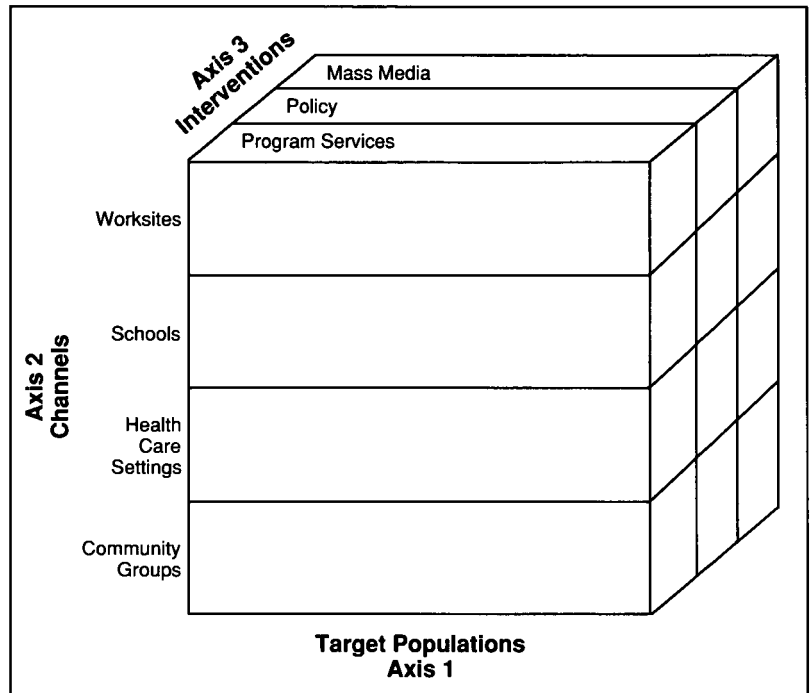 Axis 3
Interventions
Mass Media
Policy
Program Services
Axis 2
Channels
Worksites
Schools
Health
Care
Settings
Community
Groups
Target Populations
Axis 1